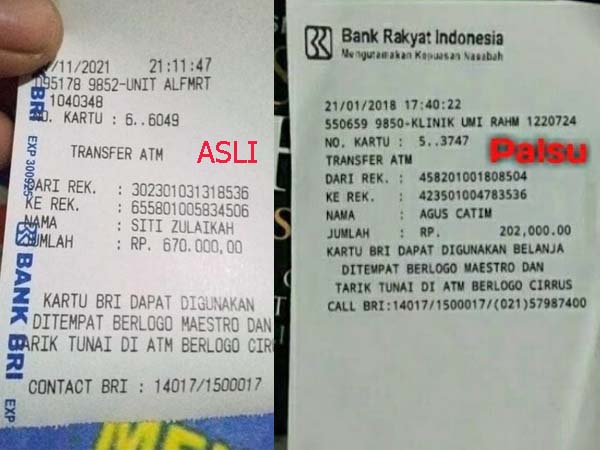 /11/2021 21:11:47
095178 9852-UNIT ALFMRT
1040348
NO. KARTU : 6..6049
TRANSFER ATM
ASLI
DARI REK. : 302301031318536
KE REK. : 655801005834506
NAMA : SITI ZULAIKAH
JUMLAH : RP. 670.000,00
KARTU BRI DAPAT DIGUNAKAN
DITEMPAT BERLOGO MAESTRO DAN
TARIK TUNAI DI ATM BERLOGO CIRRUS
CONTACT BRI : 14017/1500017
BRI
EXP 300925
BANK BRI
EXP
Bank Rakyat Indonesia
Mengutamakan Kepuasan Nasabah
21/01/2018 17:40:22
550659 9850-KLINIK UMI RAHM 1220724
NO. KARTU : 5..3747
Palsu
TRANSFER ATM
DARI REK. : 458201001808504
KE REK. : 423501004783536
NAMA : AGUS CATIM
JUMLAH : RP. 202,000.00
KARTU BRI DAPAT DIGUNAKAN BELANJA
DITEMPAT BERLOGO MAESTRO DAN
TARIK TUNAI DI ATM BERLOGO CIRRUS
CALL BRI:14017/1500017/(021)57987400